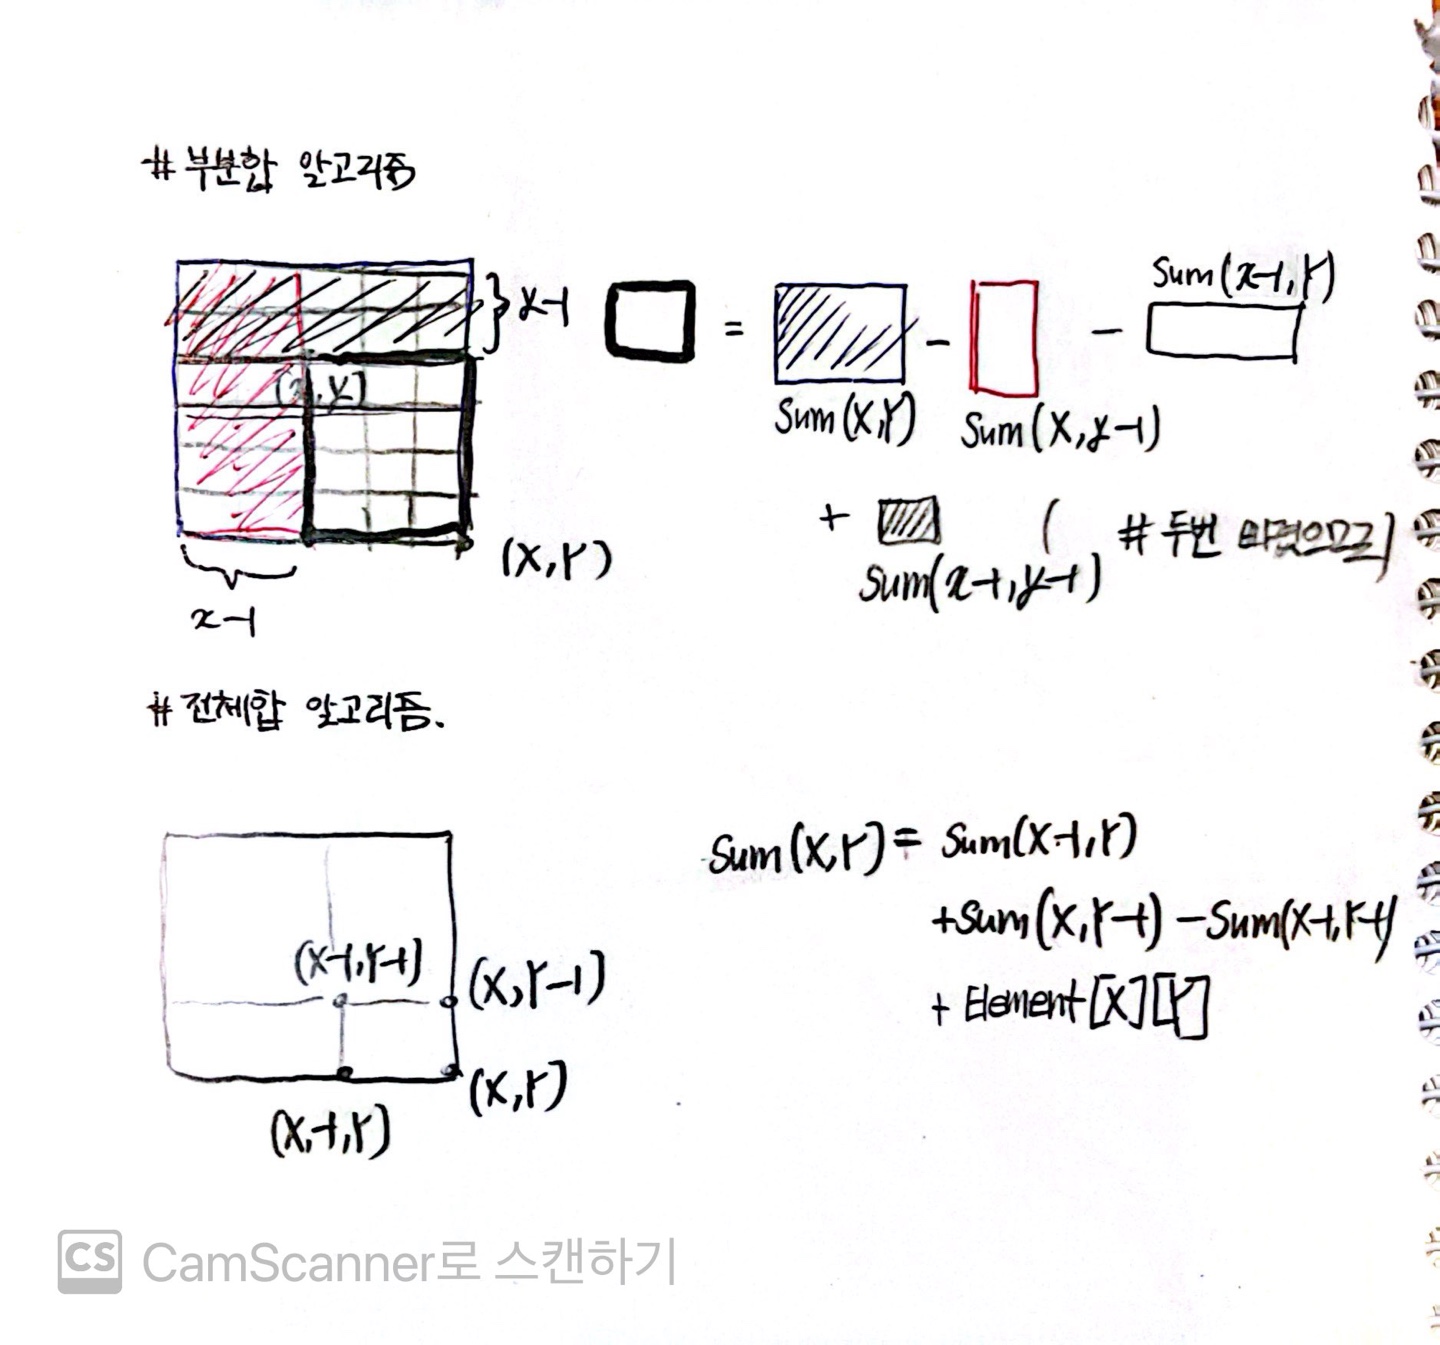 # 부분합 알고리즘
Sum(x-1,Y)
} y-1
=
-
-
(x,y)
Sum(X,Y)
Sum(X,y-1)
+
( # 두번 빠졌으므로)
(X,Y)
Sum(x-1,y-1)
x-1
# 전체합 알고리듬.
Sum(X,Y) = Sum(X-1,Y)
+Sum(X,Y-1) -Sum(X-1,Y-1)
(X-1,Y-1)
(X,Y-1)
+ Element[X][Y]
(X,Y)
(X,-1,Y)
CS CamScanner로 스캔하기